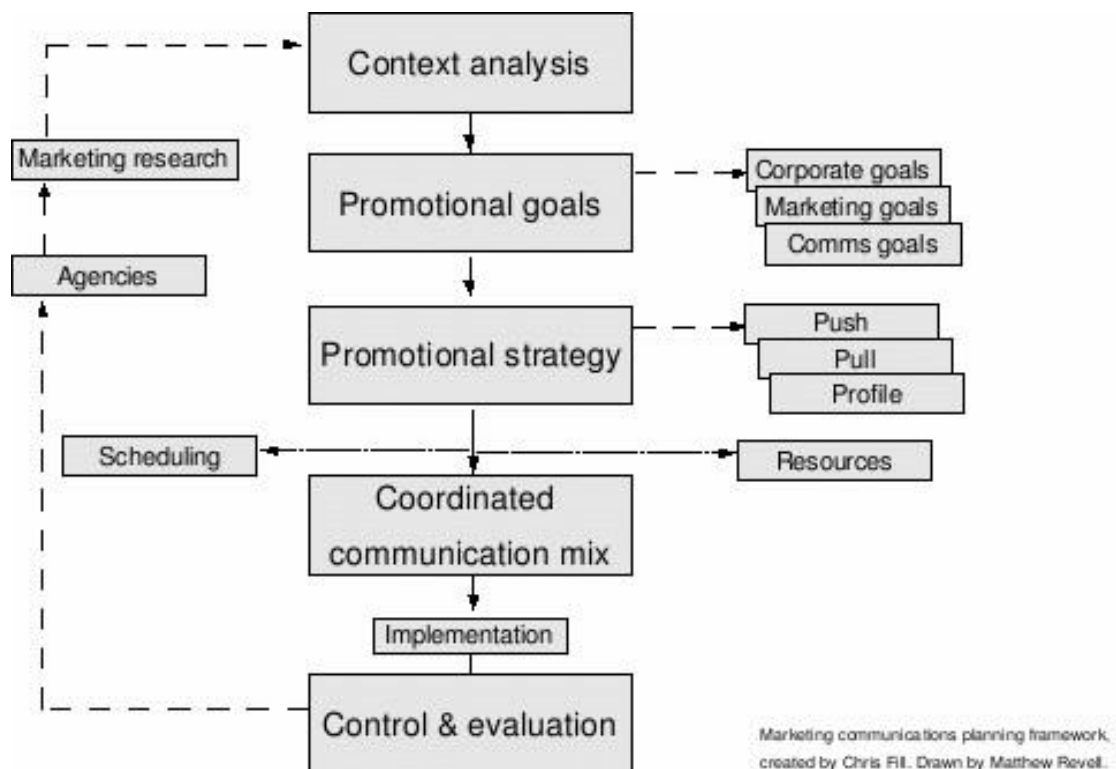 Context analysis
Marketing research
Promotional goals
Corporate goals
Marketing goals
Comms goals
Agencies
Promotional strategy
Push
Pull
Profile
Scheduling
Resources
Coordinated
communication mix
Implementation
Control & evaluation
Marketing communications planning framework,
created by Chris Fill. Drawn by Matthew Revell.